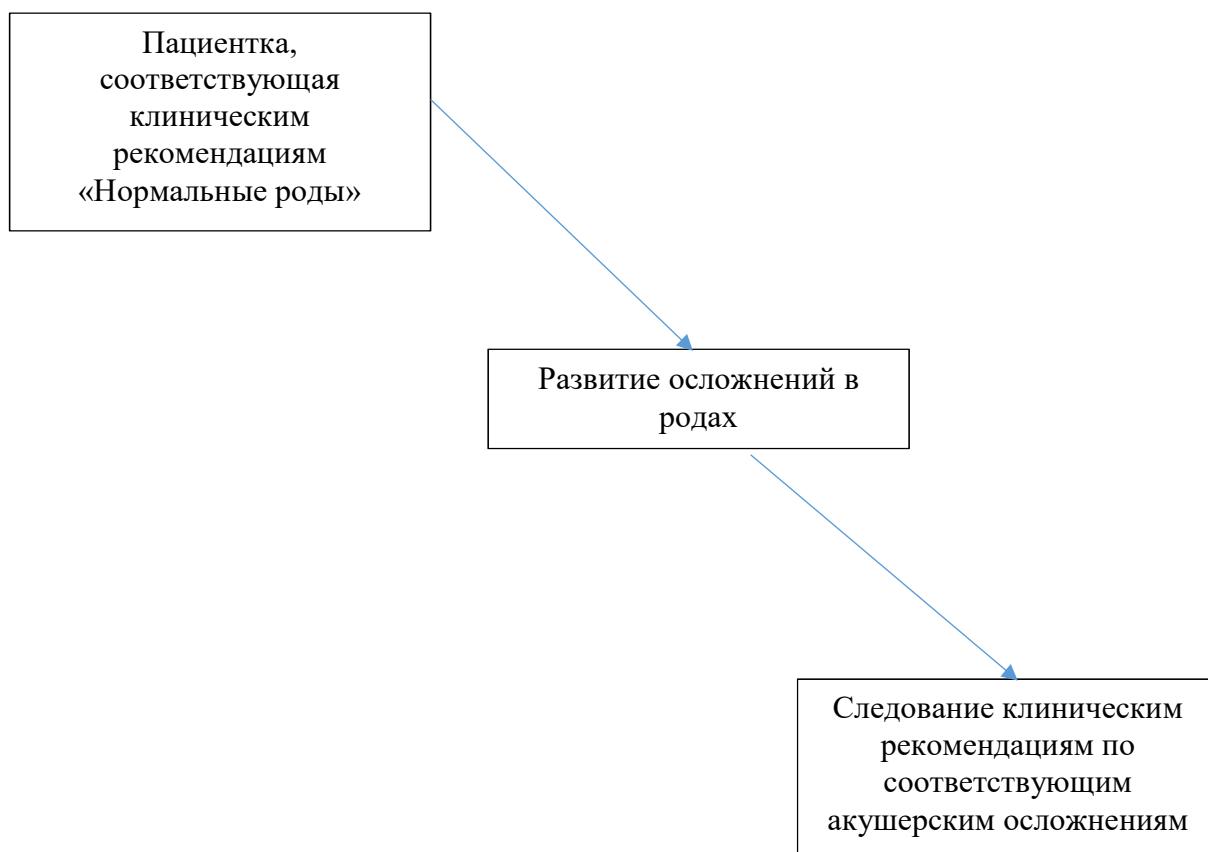 Пациентка,
соответствующая
клиническим
рекомендациям
«Нормальные роды»
Развитие осложнений в
родах
Следование клиническим
рекомендациям по
соответствующим
акушерским осложнениям